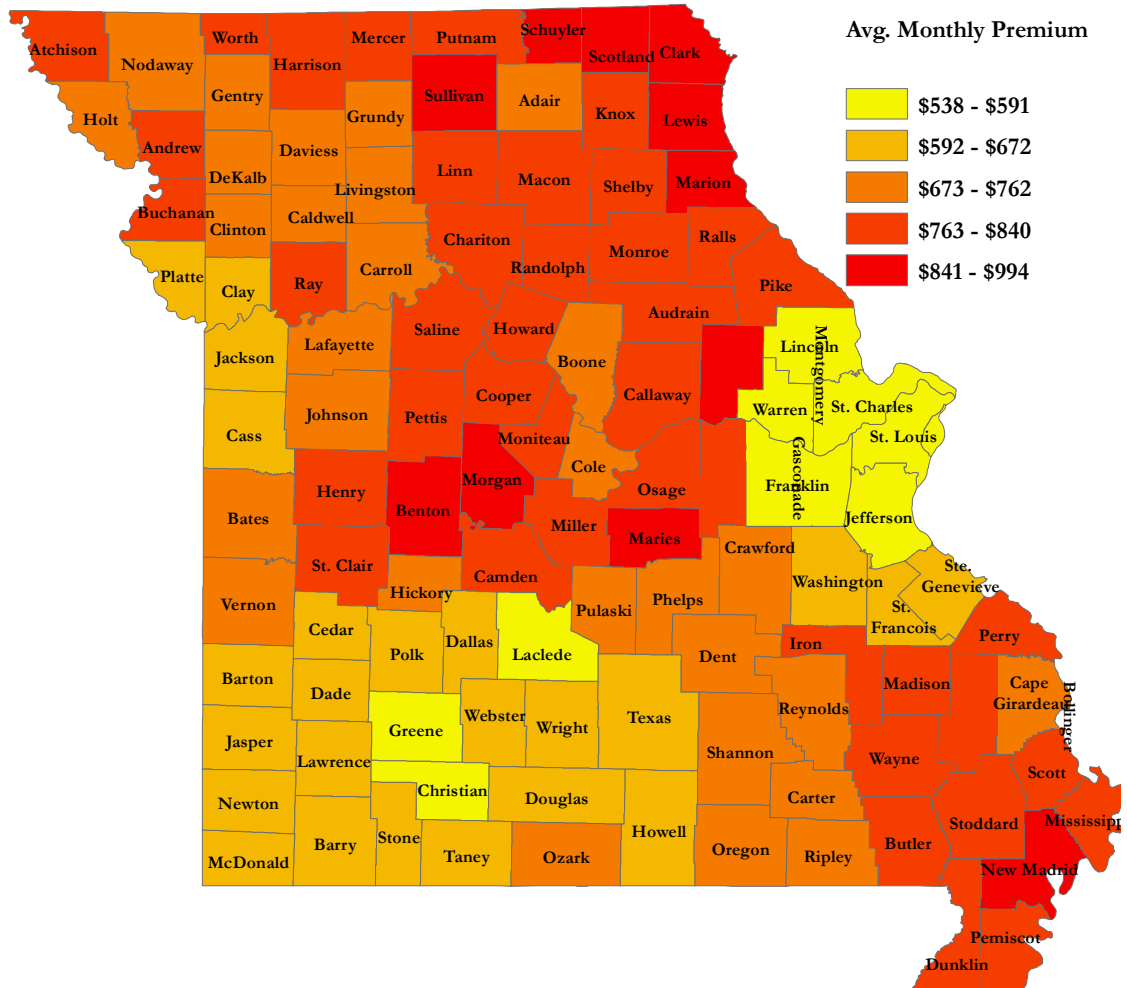 Avg. Monthly Premium
$538 - $591
$592 - $672
$673 - $762
$763 - $840
$841 - $994
Atchison
Nodaway
Worth
Harrison
Mercer
Putnam
Schuyler
Scotland
Clark
Gentry
Sullivan
Adair
Knox
Lewis
Holt
Grundy
Andrew
Daviess
DeKalb
Livingston
Linn
Macon
Shelby
Marion
Buchanan
Clinton
Caldwell
Chariton
Randolph
Monroe
Ralls
Platte
Clay
Ray
Carroll
Pike
Saline
Howard
Audrain
Jackson
Lafayette
Boone
Lincoln
Montgomery
Johnson
Pettis
Cooper
Callaway
Warren
St. Charles
Cass
Moniteau
St. Louis
Cole
Gasconade
Henry
Morgan
Osage
Franklin
Bates
Benton
Miller
Maries
Jefferson
St. Clair
Camden
Crawford
Washington
Ste.
Genevieve
Hickory
Vernon
Pulaski
Phelps
St.
Francois
Cedar
Polk
Dallas
Laclede
Dent
Iron
Perry
Barton
Dade
Madison
Cape
Girardeau
Bollinger
Greene
Webster
Wright
Texas
Reynolds
Jasper
Lawrence
Shannon
Wayne
Scott
Newton
Christian
Douglas
Carter
Howell
Stoddard
Mississipp
McDonald
Barry
Stone
Taney
Ozark
Oregon
Ripley
Butler
New Madrid
Pemiscot
Dunklin